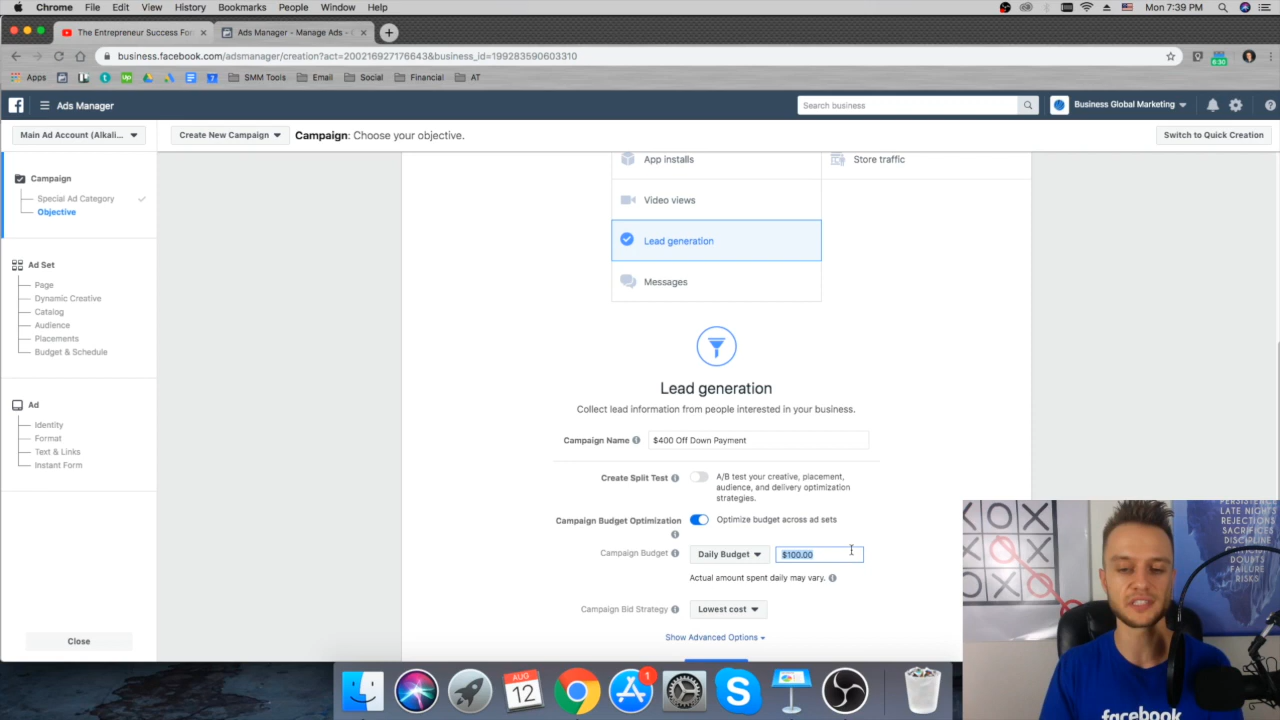 Chrome File Edit View History Bookmarks People Window Help Mon 7:39 PM
The Entrepreneur Success For
Ads Manager - Manage Ads - C
business.facebook.com/adsmanager/creation?act=200216927176643&business_id=199283590603310
6:30
Apps SMM Tools Email Social Financial AT
Ads Manager
Search business
Business Global Marketing
Main Ad Account (Alkali...
Create New Campaign
Campaign: Choose your objective.
Switch to Quick Creation
Campaign
Special Ad Category
Objective
Ad Set
Page
Dynamic Creative
Catalog
Audience
Placements
Budget & Schedule
Ad
Identity
Format
Text & Links
Instant Form
Close
App installs
Store traffic
Video views
Lead generation
Messages
Lead generation
Collect lead information from people interested in your business.
Campaign Name
$400 Off Down Payment
Create Split Test
A/B test your creative, placement,
audience, and delivery optimization
strategies.
Campaign Budget Optimization
Optimize budget across ad sets
Campaign Budget
Daily Budget
$100.00
Actual amount spent daily may vary.
Campaign Bid Strategy
Lowest cost
Show Advanced Options
PERSISTENCE
LATE NIGHTS
REJECTIONS
SACRIFICES
DISCIPLINE
DOUBTS
FAILURE
RISKS
facebook
AUG
12
1